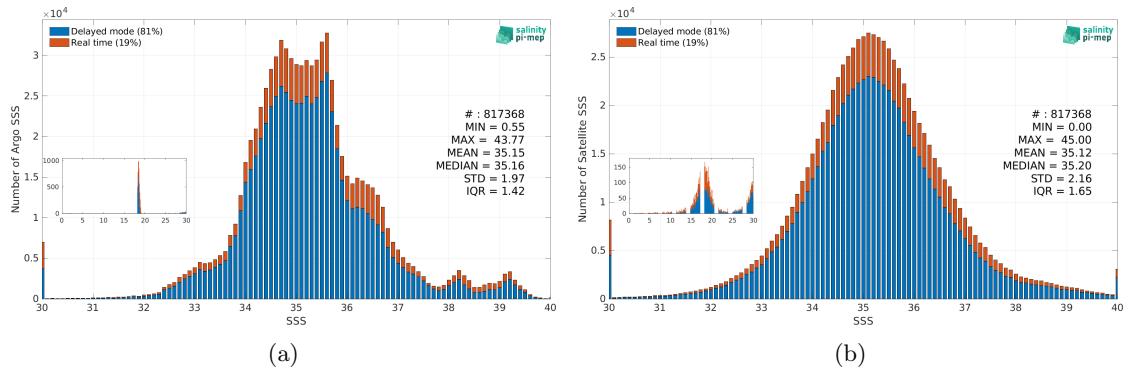 ×10⁴
Delayed mode (81%)
Real time (19%)
salinity
pi-mep
Number of Argo SSS
3
2.5
2
1.5
1
0.5
0
# : 817368
MIN = 0.55
MAX = 43.77
MEAN = 35.15
MEDIAN = 35.16
STD = 1.97
IQR = 1.42
1000
500
0
0 5 10 15 20 25 30
30 31 32 33 34 35 36 37 38 39 40
SSS
(a)
×10⁴
Delayed mode (81%)
Real time (19%)
salinity
pi-mep
Number of Satellite SSS
2.5
2
1.5
1
0.5
0
# : 817368
MIN = 0.00
MAX = 45.00
MEAN = 35.12
MEDIAN = 35.20
STD = 2.16
IQR = 1.65
150
100
50
0
0 5 10 15 20 25 30
30 31 32 33 34 35 36 37 38 39 40
SSS
(b)